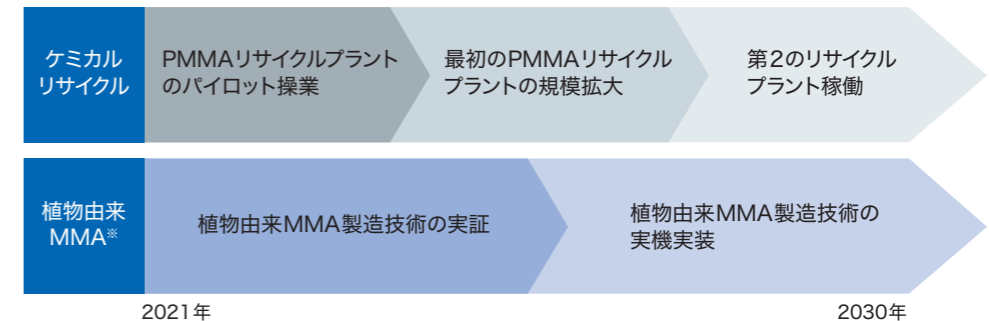 ケミカル
リサイクル
PMMAリサイクルプラント
のパイロット操業
最初のPMMAリサイクル
プラントの規模拡大
第2のリサイクル
プラント稼働
植物由来
MMA※
植物由来MMA製造技術の実証
植物由来MMA製造技術の
実機実装
2021年
2030年